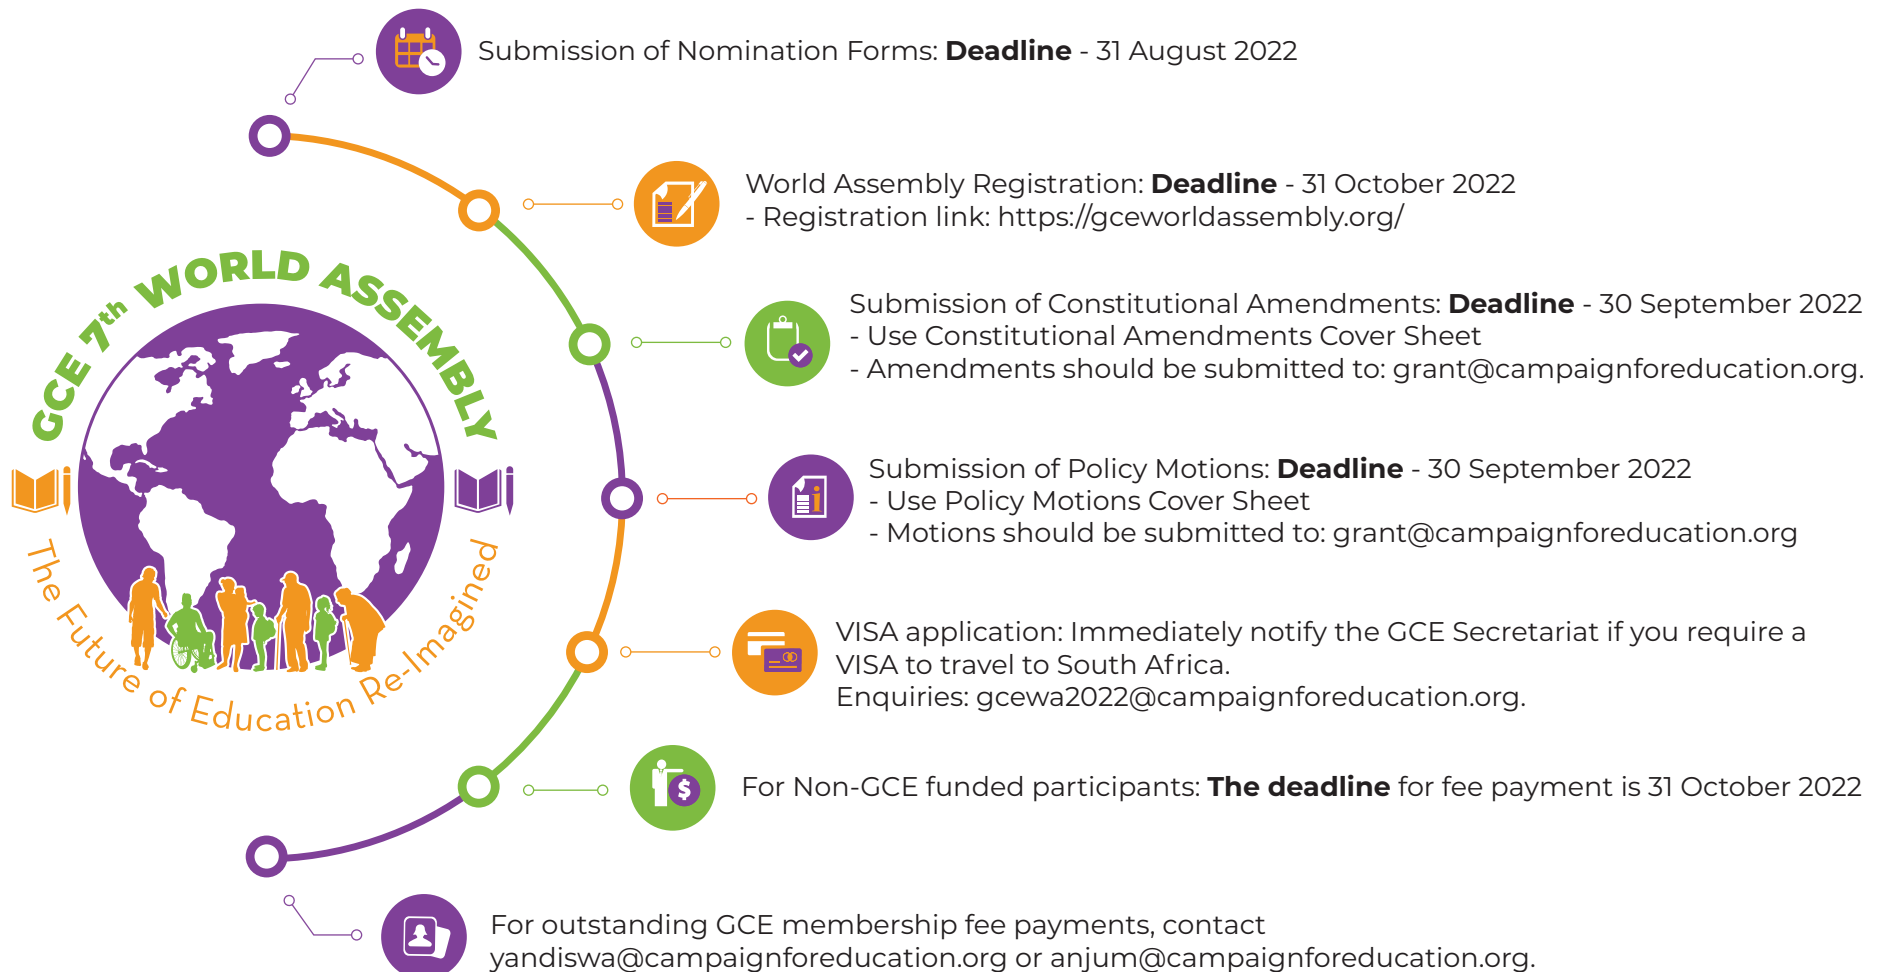 Submission of Nomination Forms: Deadline - 31 August 2022
World Assembly Registration: Deadline - 31 October 2022
- Registration link: https://gceworldassembly.org/
GCE 7th WORLD ASSEMBLY
The Future of Education Re-Imagined
Submission of Constitutional Amendments: Deadline - 30 September 2022
- Use Constitutional Amendments Cover Sheet
- Amendments should be submitted to: grant@campaignforeducation.org.
Submission of Policy Motions: Deadline - 30 September 2022
- Use Policy Motions Cover Sheet
- Motions should be submitted to: grant@campaignforeducation.org
VISA application: Immediately notify the GCE Secretariat if you require a
VISA to travel to South Africa.
Enquiries: gcewa2022@campaignforeducation.org.
For Non-GCE funded participants: The deadline for fee payment is 31 October 2022
For outstanding GCE membership fee payments, contact
yandiswa@campaignforeducation.org or anjum@campaignforeducation.org.